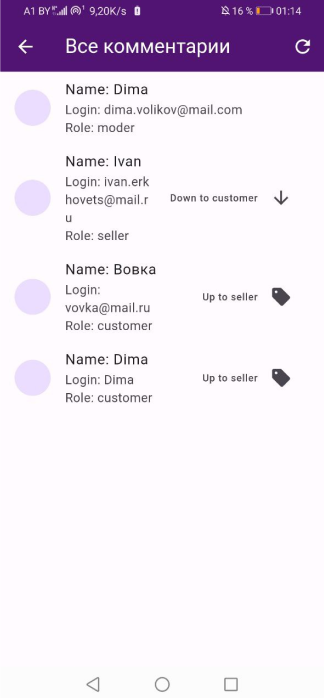 A1 BY 9,20K/s 16 % 01:14
Все комментарии
Name: Dima
Login: dima.volikov@mail.com
Role: moder
Name: Ivan
Login: ivan.erk
hovets@mail.r
u
Down to customer
Role: seller
Name: Вовка
Login:
vovka@mail.ru
Up to seller
Role: customer
Name: Dima
Login: Dima
Up to seller
Role: customer